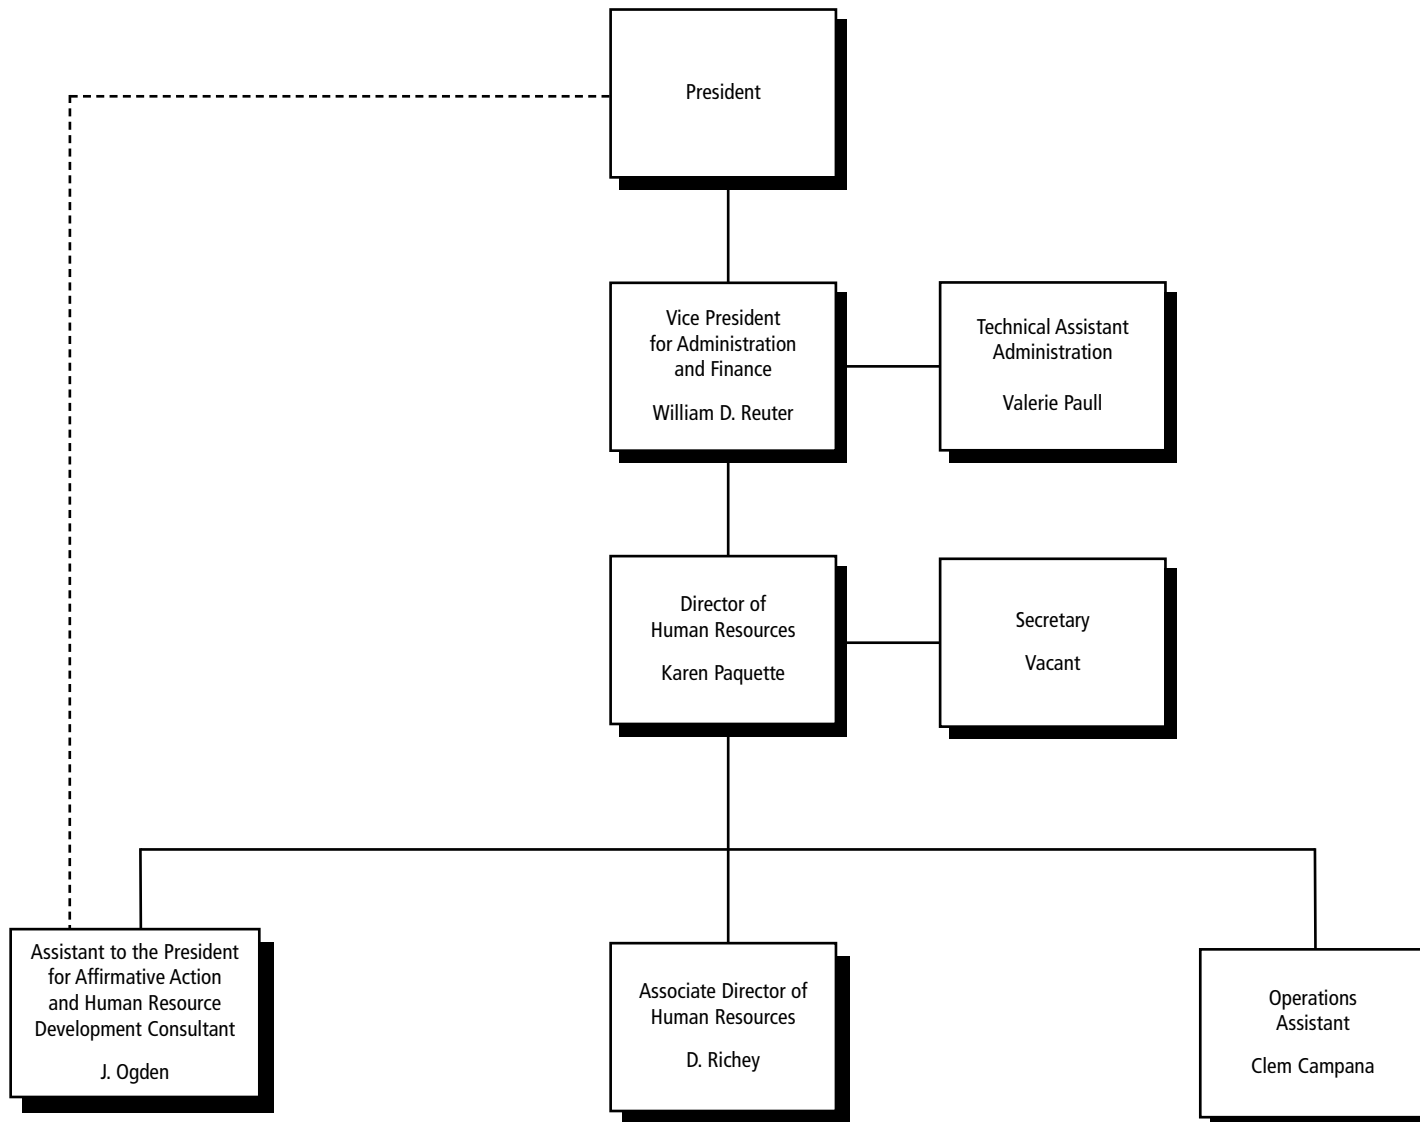 President
Vice President
for Administration
and Finance
William D. Reuter
Technical Assistant
Administration
Valerie Paull
Director of
Human Resources
Karen Paquette
Secretary
Vacant
Assistant to the President
for Affirmative Action
and Human Resource
Development Consultant
J. Ogden
Associate Director of
Human Resources
D. Richey
Operations
Assistant
Clem Campana